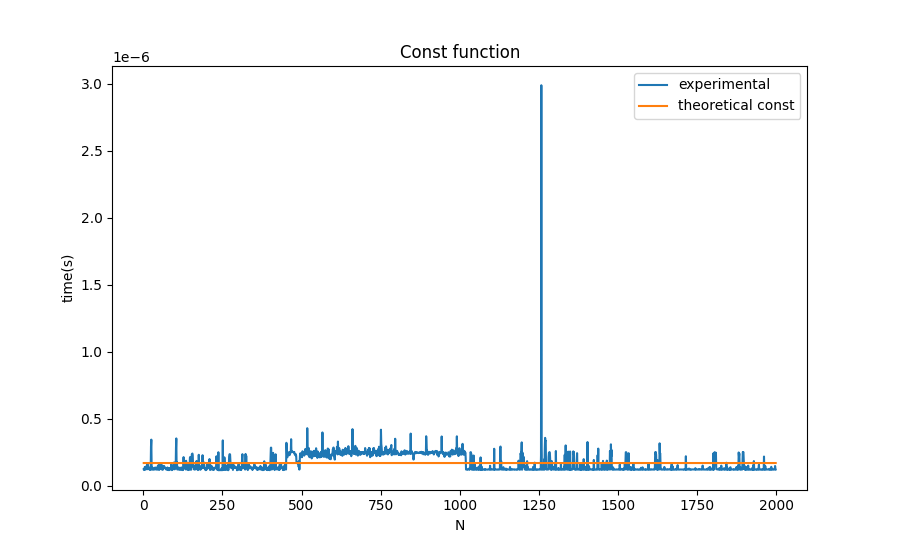 Const function
1e−6
experimental
theoretical const
3.0
2.5
2.0
1.5
1.0
0.5
0.0
time(s)
0 250 500 750 1000 1250 1500 1750 2000
N